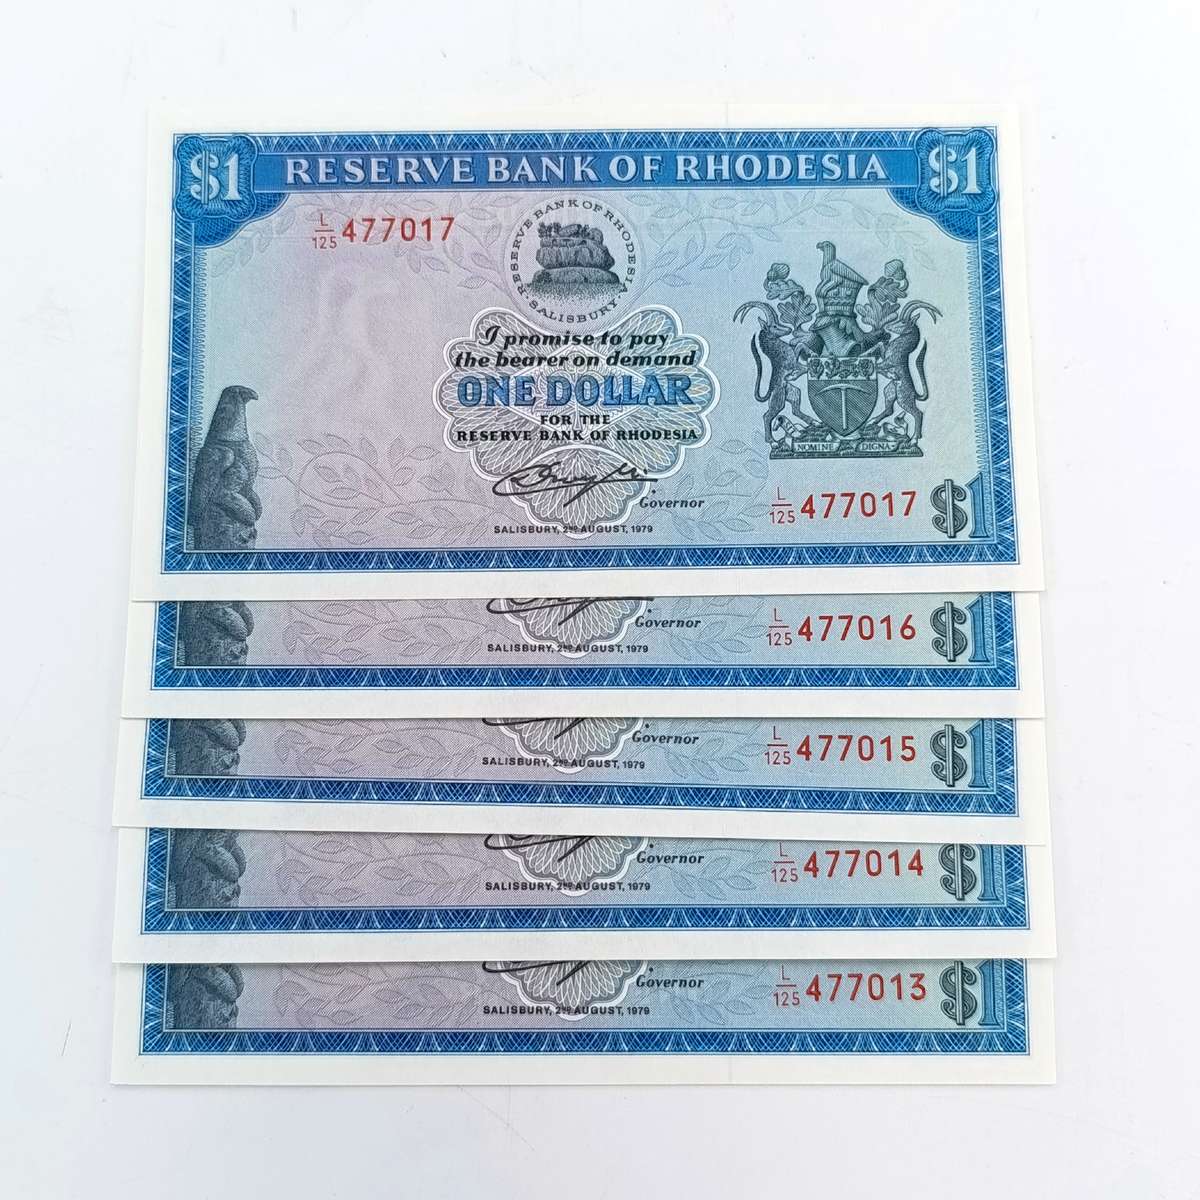 $1 RESERVE BANK OF RHODESIA $1
L/125 477017
RESERVE BANK OF RHODESIA
SALISBURY
I promise to pay
the bearer on demand
ONE DOLLAR
FOR THE
RESERVE BANK OF RHODESIA
NOMINE DIGNA
Governor
L/125 477017 $1
SALISBURY, 2ND AUGUST, 1979
Governor
L/125 477016 $1
SALISBURY, 2ND AUGUST, 1979
Governor
L/125 477015 $1
SALISBURY, 2ND AUGUST, 1979
Governor
L/125 477014 $1
SALISBURY, 2ND AUGUST, 1979
Governor
L/125 477013 $1
SALISBURY, 2ND AUGUST, 1979